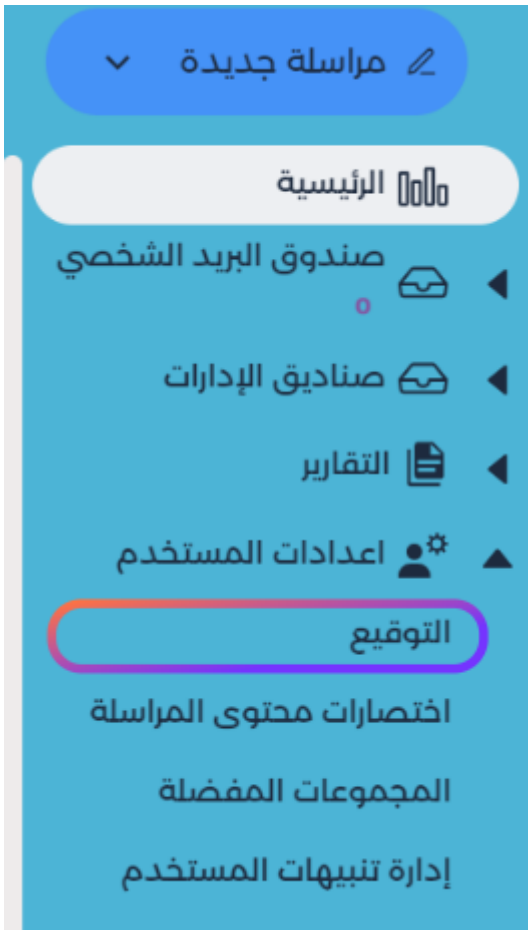 مراسلة جديدة
الرئيسية
صندوق البريد الشخصي
0
صناديق الإدارات
التقارير
اعدادات المستخدم
التوقيع
اختصارات محتوى المراسلة
المجموعات المفضلة
إدارة تنبيهات المستخدم